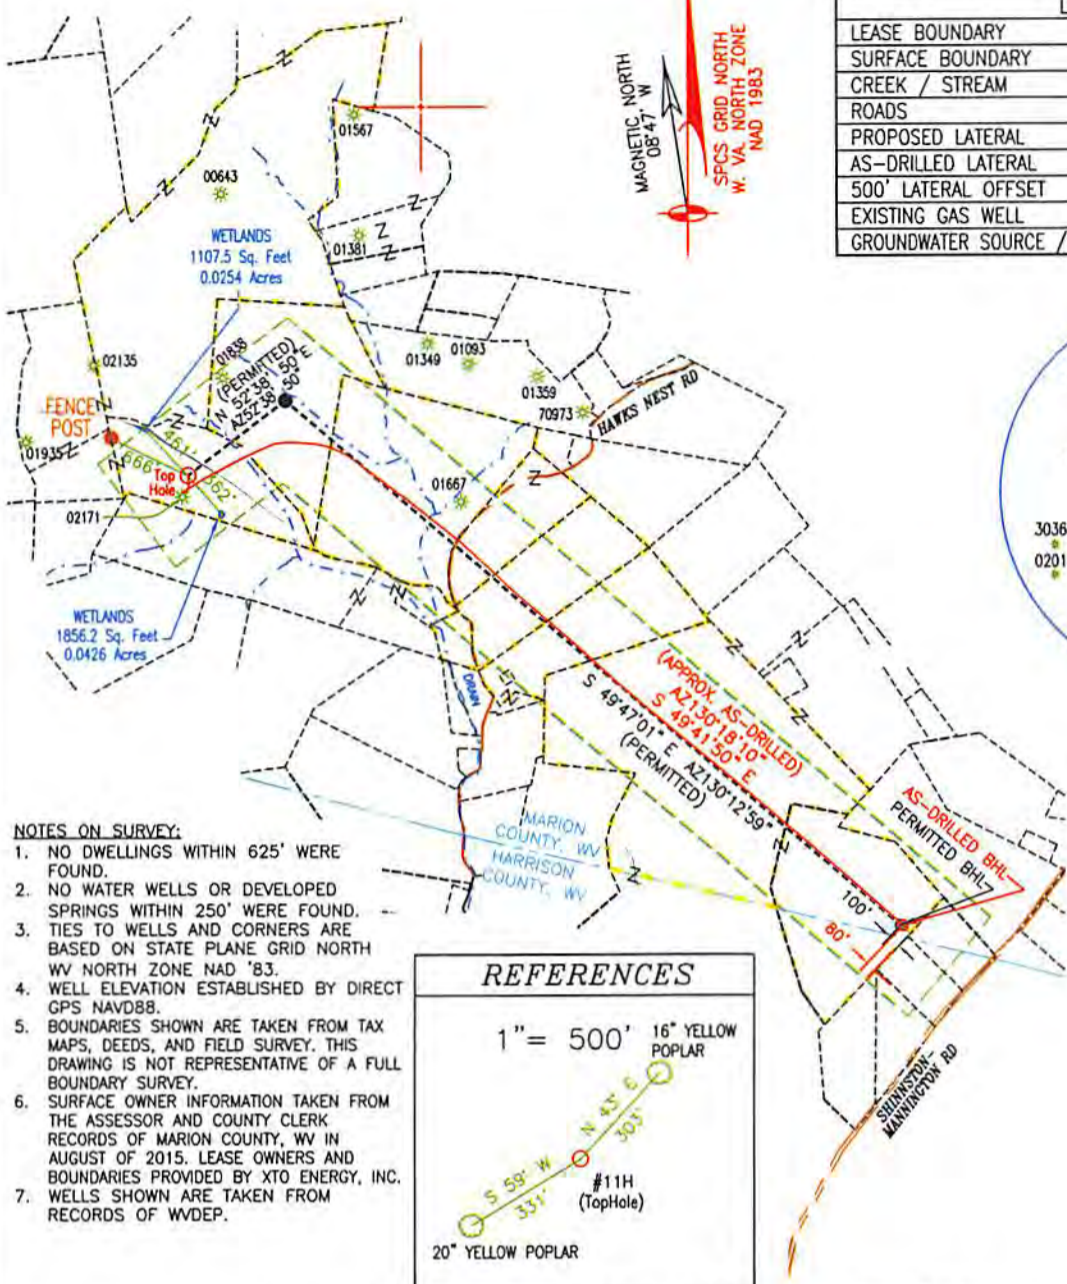 LEASE BOUNDARY
SURFACE BOUNDARY
CREEK / STREAM
ROADS
PROPOSED LATERAL
AS-DRILLED LATERAL
500' LATERAL OFFSET
EXISTING GAS WELL
GROUNDWATER SOURCE /
MAGNETIC NORTH
08°47' W
SPCS GRID NORTH
W. VA. NORTH ZONE
NAD 1983
01567
00643
WETLANDS
1107.5 Sq. Feet
0.0254 Acres
01381
02135
01838
(PERMITTED)
N 52°38'50" E
AZ52°38'50"
01349
01093
01359
70973
HAWKS NEST RD
FENCE
POST
01935
461'
666'
562'
Top
Hole
02171
01667
3036
0201
WETLANDS
1856.2 Sq. Feet
0.0426 Acres
DRAIN
(APPROX. AS-DRILLED)
AZ130°18'10"
S 49°41'50" E
S 49°47'01" E AZ130°12'59"
(PERMITTED)
AS-DRILLED BHL
PERMITTED BHL
100'
80'
MARION
COUNTY, WV
HARRISON
COUNTY, WV
SHINNSTON-
MANNINGTON RD
NOTES ON SURVEY:
1. NO DWELLINGS WITHIN 625' WERE
FOUND.
2. NO WATER WELLS OR DEVELOPED
SPRINGS WITHIN 250' WERE FOUND.
3. TIES TO WELLS AND CORNERS ARE
BASED ON STATE PLANE GRID NORTH
WV NORTH ZONE NAD '83.
4. WELL ELEVATION ESTABLISHED BY DIRECT
GPS NAVD88.
5. BOUNDARIES SHOWN ARE TAKEN FROM TAX
MAPS, DEEDS, AND FIELD SURVEY. THIS
DRAWING IS NOT REPRESENTATIVE OF A FULL
BOUNDARY SURVEY.
6. SURFACE OWNER INFORMATION TAKEN FROM
THE ASSESSOR AND COUNTY CLERK
RECORDS OF MARION COUNTY, WV IN
AUGUST OF 2015. LEASE OWNERS AND
BOUNDARIES PROVIDED BY XTO ENERGY, INC.
7. WELLS SHOWN ARE TAKEN FROM
RECORDS OF WVDEP.
REFERENCES
1"= 500'
16" YELLOW
POPLAR
N 43° E
303'
S 59° W
331'
#11H
(TopHole)
20" YELLOW POPLAR